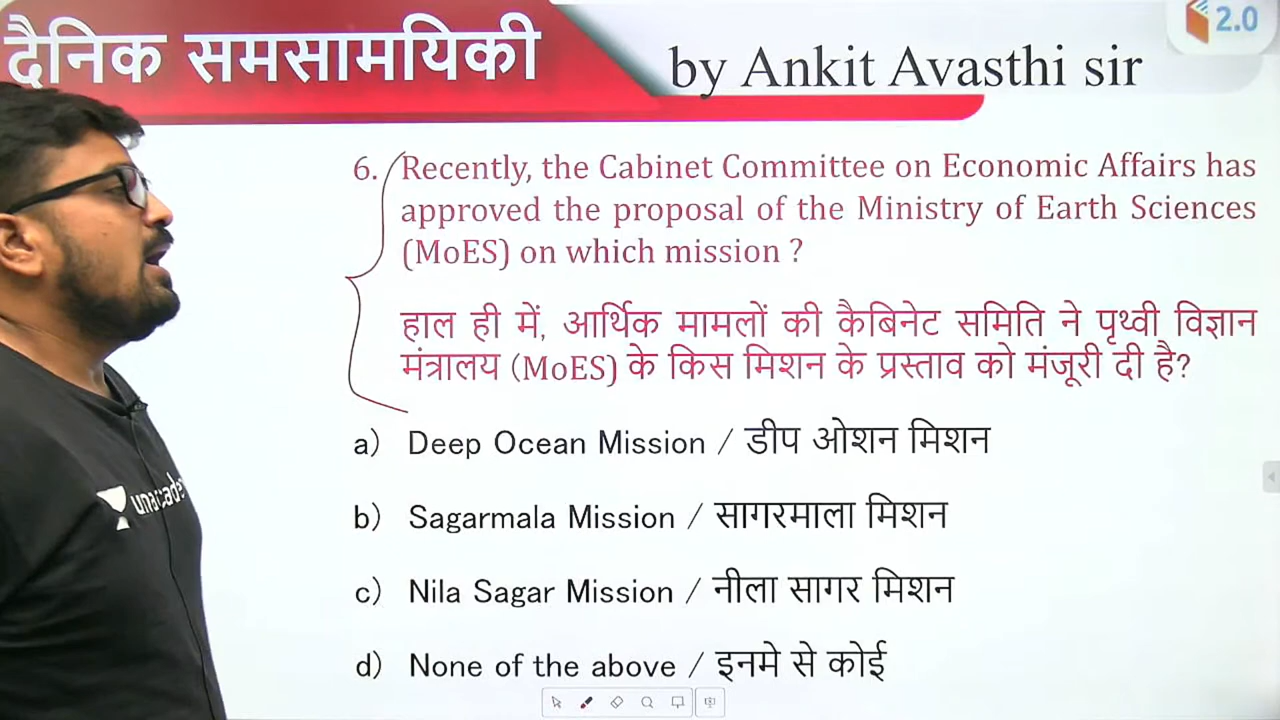 दैनिक समसामयिकी
by Ankit Avasthi sir
2.0
6. Recently, the Cabinet Committee on Economic Affairs has
approved the proposal of the Ministry of Earth Sciences
(MoES) on which mission ?
हाल ही में, आर्थिक मामलों की कैबिनेट समिति ने पृथ्वी विज्ञान
मंत्रालय (MoES) के किस मिशन के प्रस्ताव को मंजूरी दी है?
a) Deep Ocean Mission / डीप ओशन मिशन
b) Sagarmala Mission / सागरमाला मिशन
c) Nila Sagar Mission / नीला सागर मिशन
d) None of the above / इनमे से कोई